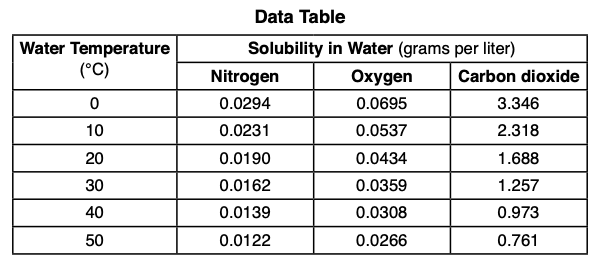 Data Table
Water Temperature Solubility in Water (grams per liter)
(°C) Nitrogen Oxygen Carbon dioxide
0 0.0294 0.0695 3.346
10 0.0231 0.0537 2.318
20 0.0190 0.0434 1.688
30 0.0162 0.0359 1.257
40 0.0139 0.0308 0.973
50 0.0122 0.0266 0.761